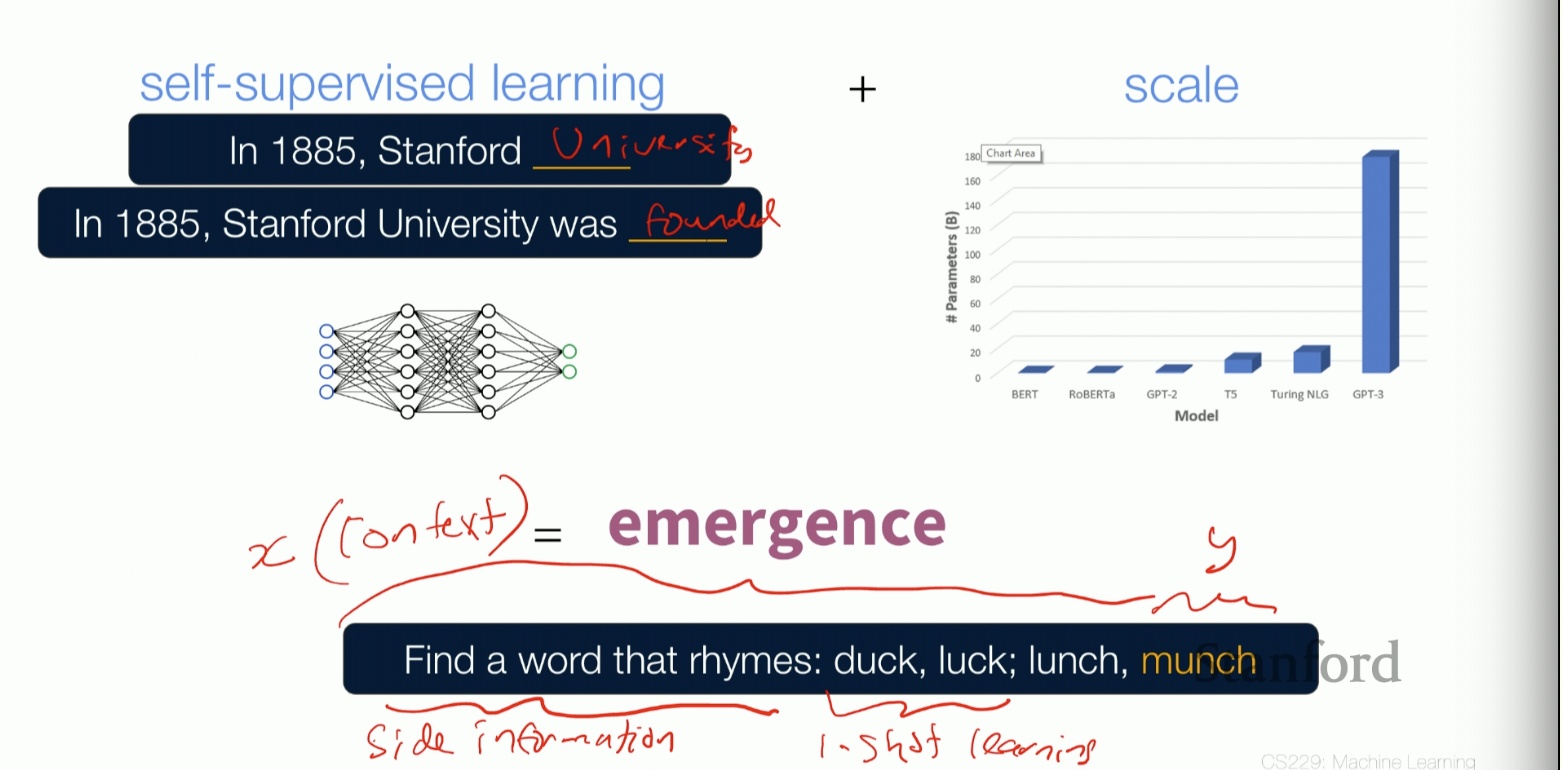 self-supervised learning + scale
In 1885, Stanford University
In 1885, Stanford University was founded
Chart Area
180
160
140
120
100
80
60
40
20
0
# Parameters (B)
BERT RoBERTa GPT-2 T5 Turing NLG GPT-3
Model
x (context) = emergence
y
Find a word that rhymes: duck, luck; lunch, munch
Stanford
side information 1-shot learning
CS229: Machine Learning